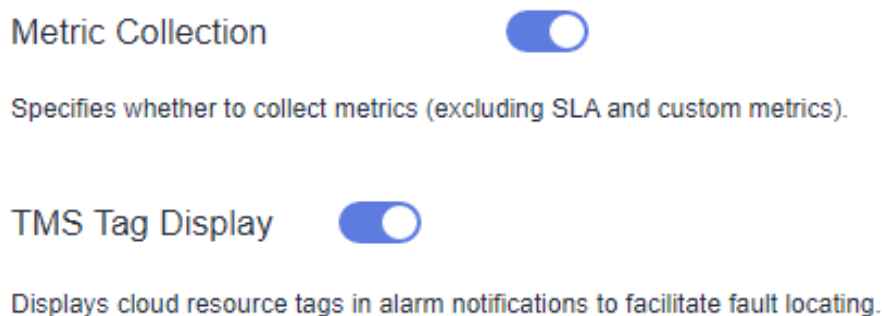 Metric Collection
Specifies whether to collect metrics (excluding SLA and custom metrics).
TMS Tag Display
Displays cloud resource tags in alarm notifications to facilitate fault locating.